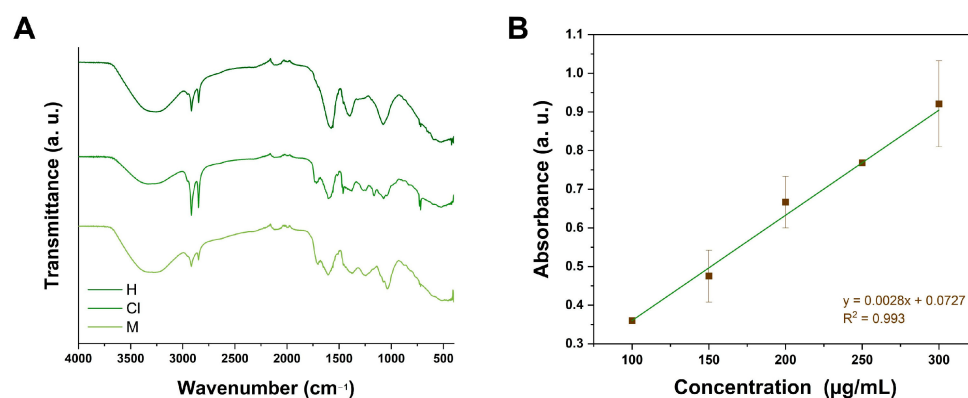 A
Transmittance (a. u.)
H
Cl
M
4000 3500 3000 2500 2000 1500 1000 500
Wavenumber (cm⁻¹)
B
Absorbance (a. u.)
1.1
1.0
0.9
0.8
0.7
0.6
0.5
0.4
0.3
y = 0.0028x + 0.0727
R² = 0.993
100 150 200 250 300
Concentration (µg/mL)